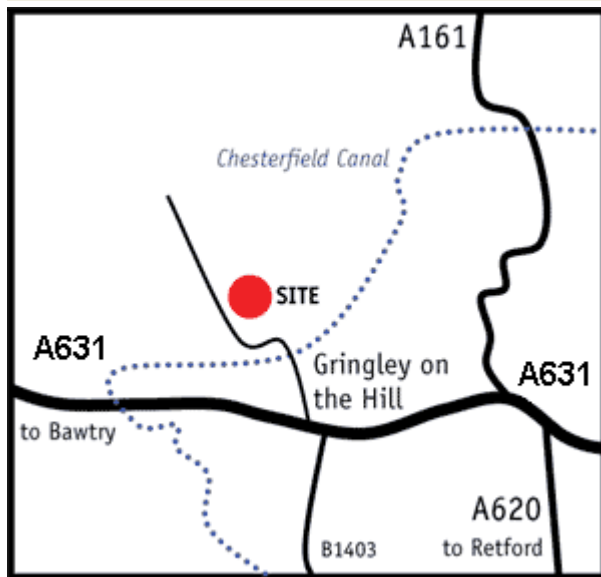 A161
Chesterfield Canal
SITE
A631
Gringley on
the Hill
A631
to Bawtry
A620
to Retford
B1403